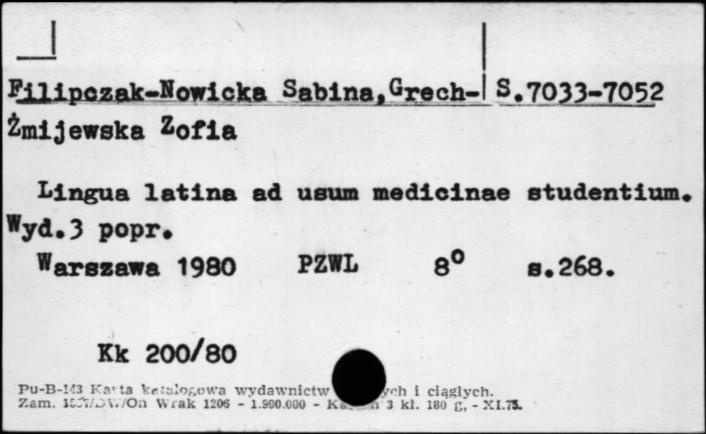 Filipczak-Nowicka Sabina,Grech- S.7033-7052
Żmijewska Zofia
Lingua latina ad usum medicinae studentium.
Wyd.3 popr.
Warszawa 1980 PZWL 8° s.268.
Kk 200/80
Pu-B-143 Karta katalogowa wydawnictw i ciągłych.
Zam. Wrak 1206 - 1.900.000 - 3 kl. 180 g, - XI.75.